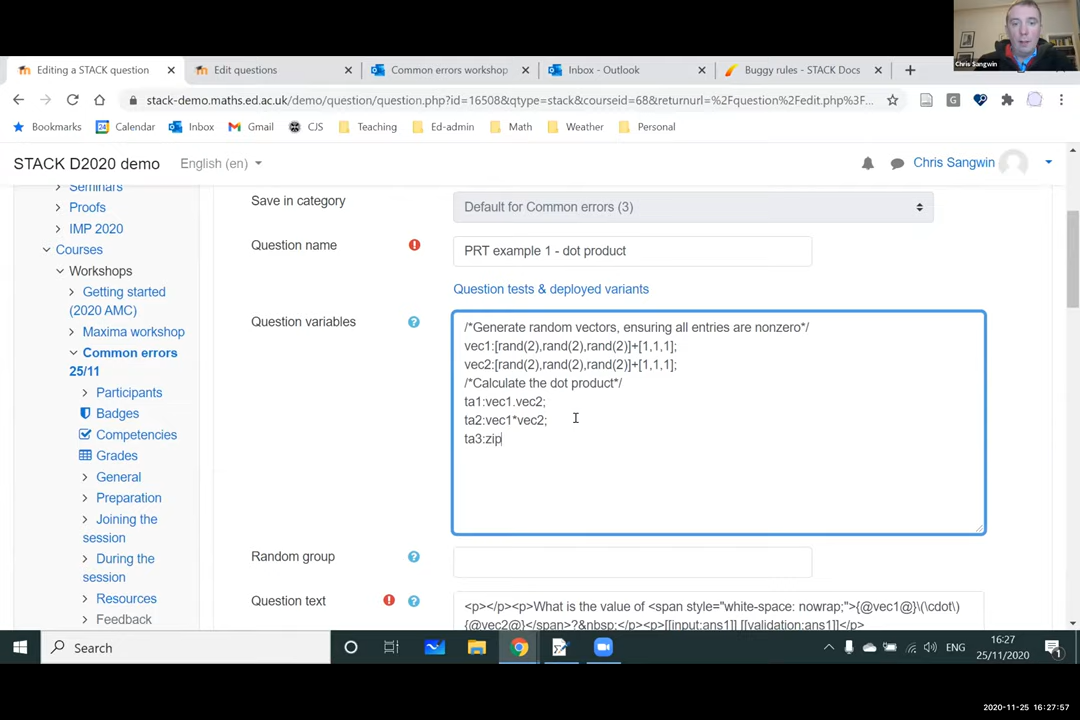 Chris Sangwin
Editing a STACK question
Edit questions
Common errors workshop
Inbox - Outlook
Buggy rules - STACK Docs
stack-demo.maths.ed.ac.uk/demo/question/question.php?id=16508&qtype=stack&courseid=68&returnurl=%2Fquestion%2Fedit.php%3F...
Bookmarks
Calendar
Inbox
Gmail
CJS
Teaching
Ed-admin
Math
Weather
Personal
STACK D2020 demo
English (en)
Chris Sangwin
Seminars
Proofs
IMP 2020
Courses
Workshops
Getting started
(2020 AMC)
Maxima workshop
Common errors
25/11
Participants
Badges
Competencies
Grades
General
Preparation
Joining the
session
During the
session
Resources
Feedback
Save in category
Default for Common errors (3)
Question name
PRT example 1 - dot product
Question tests & deployed variants
Question variables
/*Generate random vectors, ensuring all entries are nonzero*/
vec1:[rand(2),rand(2),rand(2)]+[1,1,1];
vec2:[rand(2),rand(2),rand(2)]+[1,1,1];
/*Calculate the dot product*/
ta1:vec1.vec2;
ta2:vec1*vec2;
ta3:zip
Random group
Question text
<p></p><p>What is the value of <span style="white-space: nowrap;">{@vec1@}\(\cdot\)
{@vec2@}</span>?&nbsp;</p><p>[[input:ans1]] [[validation:ans1]]</p>
Search
ENG
16:27
25/11/2020
1
2020-11-25 16:27:57